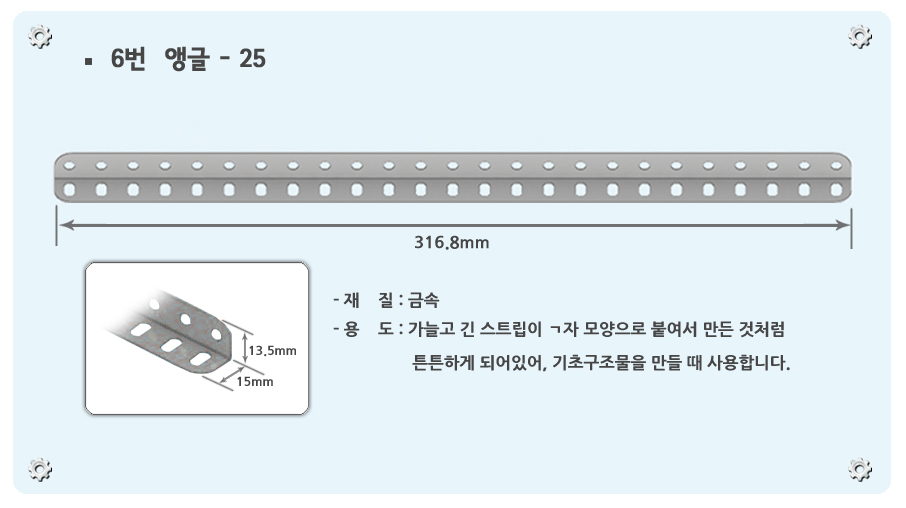 ▪ 6번 앵글 - 25
316.8mm
13.5mm
15mm
- 재 질 : 금속
- 용 도 : 가늘고 긴 스트립이 ㄱ자 모양으로 붙여서 만든 것처럼
튼튼하게 되어있어, 기초구조물을 만들 때 사용합니다.